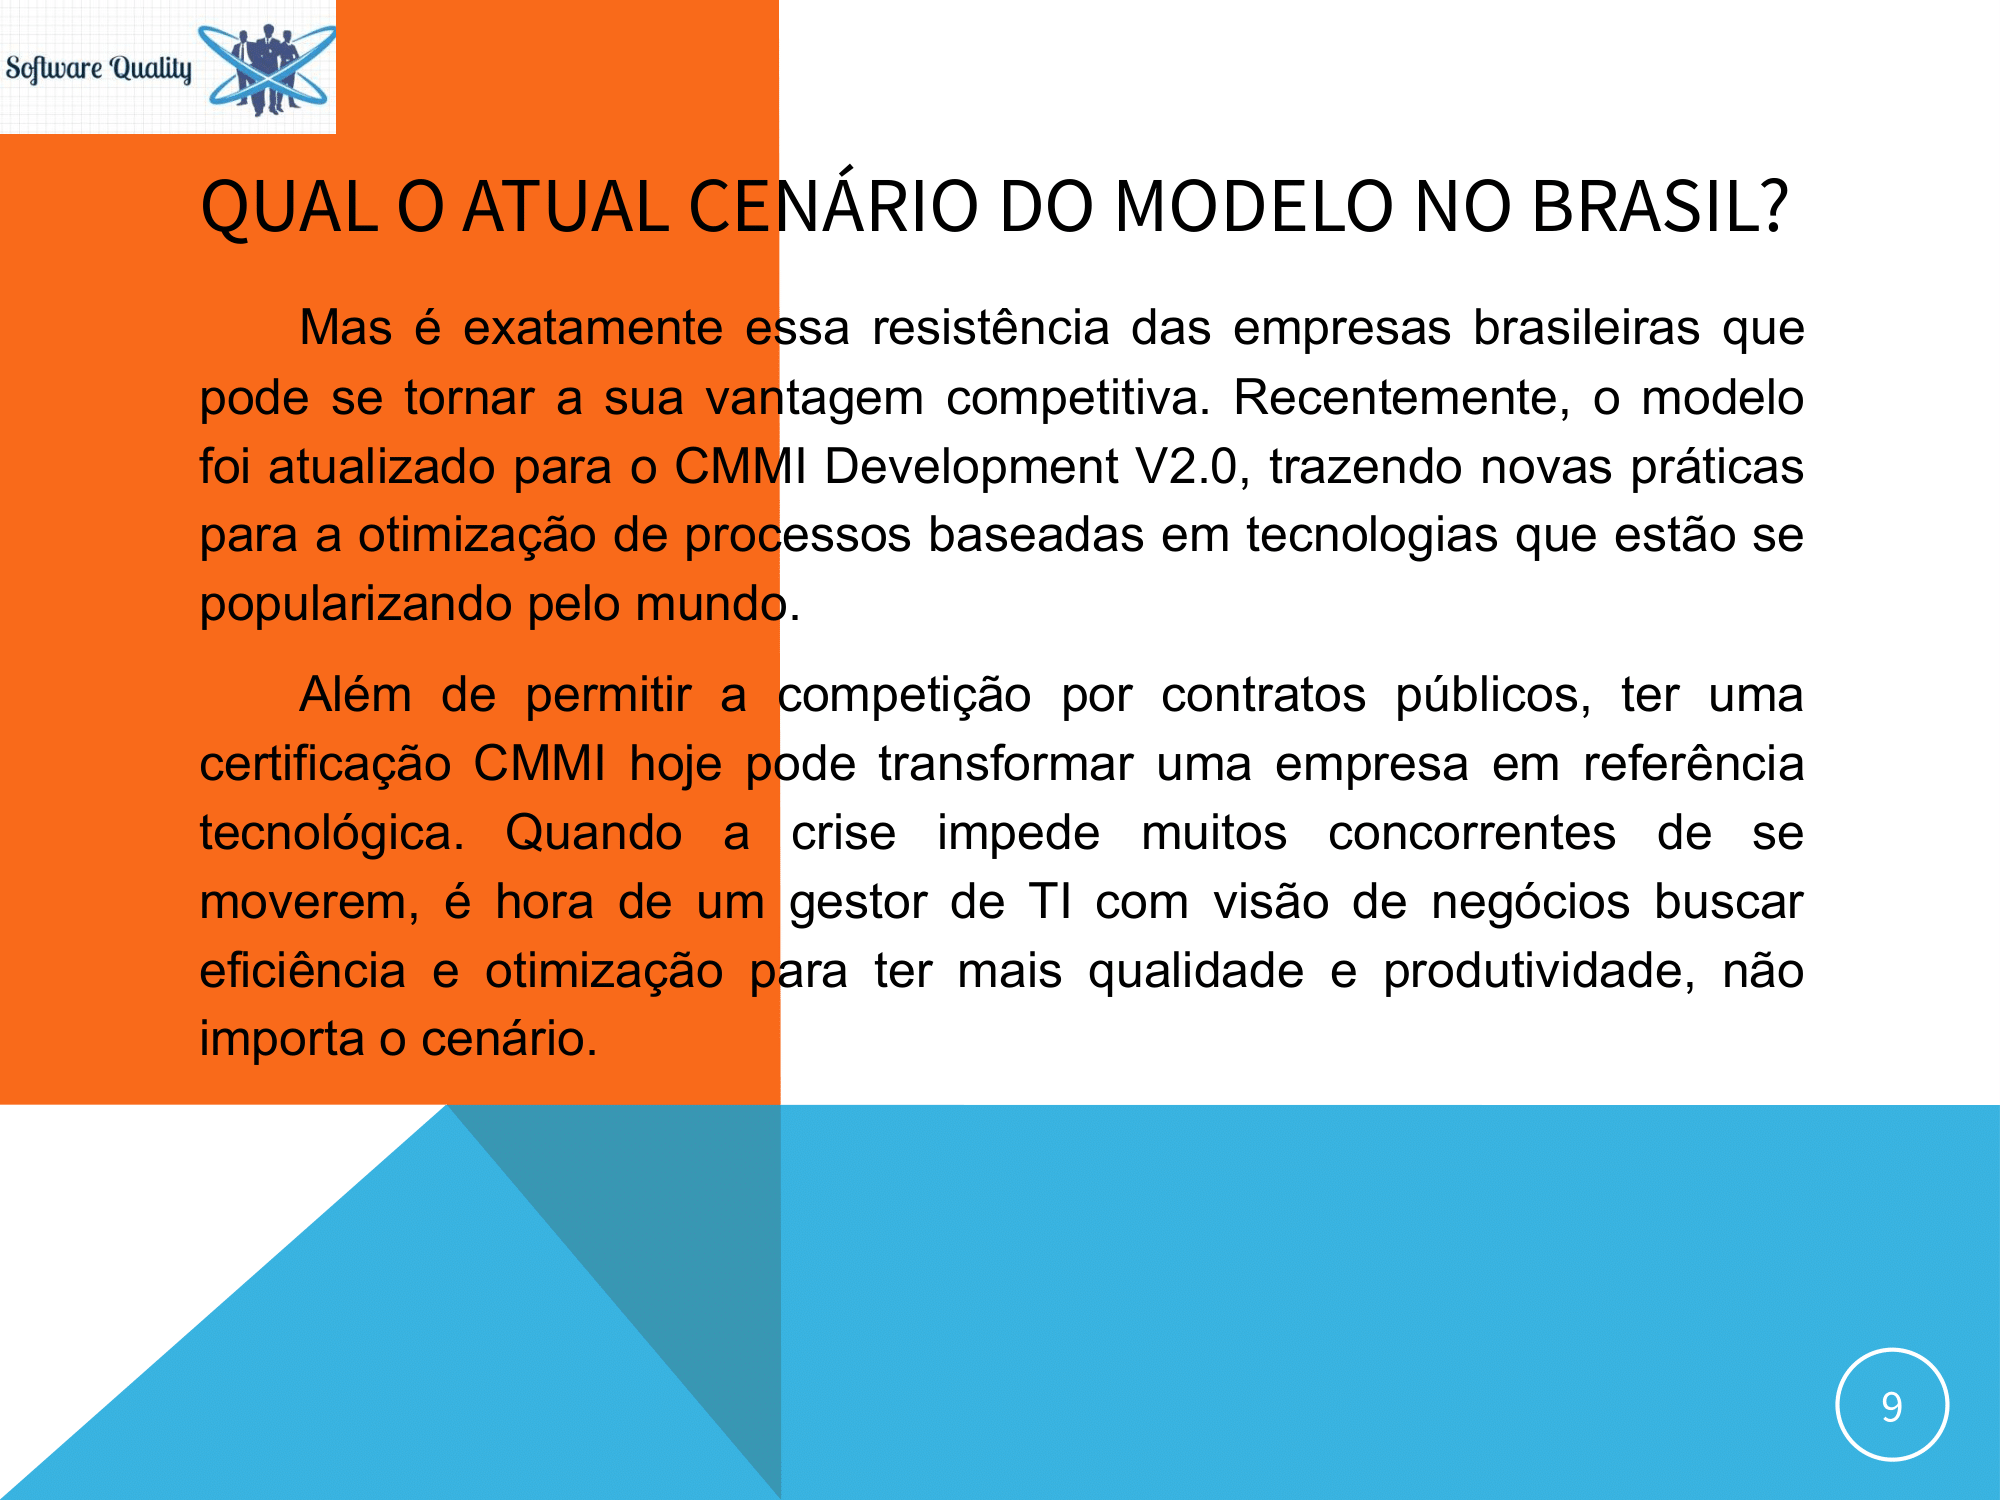 Software Quality
QUAL O ATUAL CENÁRIO DO MODELO NO BRASIL?
Mas é exatamente essa resistência das empresas brasileiras que
pode se tornar a sua vantagem competitiva. Recentemente, o modelo
foi atualizado para o CMMI Development V2.0, trazendo novas práticas
para a otimização de processos baseadas em tecnologias que estão se
popularizando pelo mundo.
Além de permitir a competição por contratos públicos, ter uma
certificação CMMI hoje pode transformar uma empresa em referência
tecnológica. Quando a crise impede muitos concorrentes de se
moverem, é hora de um gestor de TI com visão de negócios buscar
eficiência e otimização para ter mais qualidade e produtividade, não
importa o cenário.
9